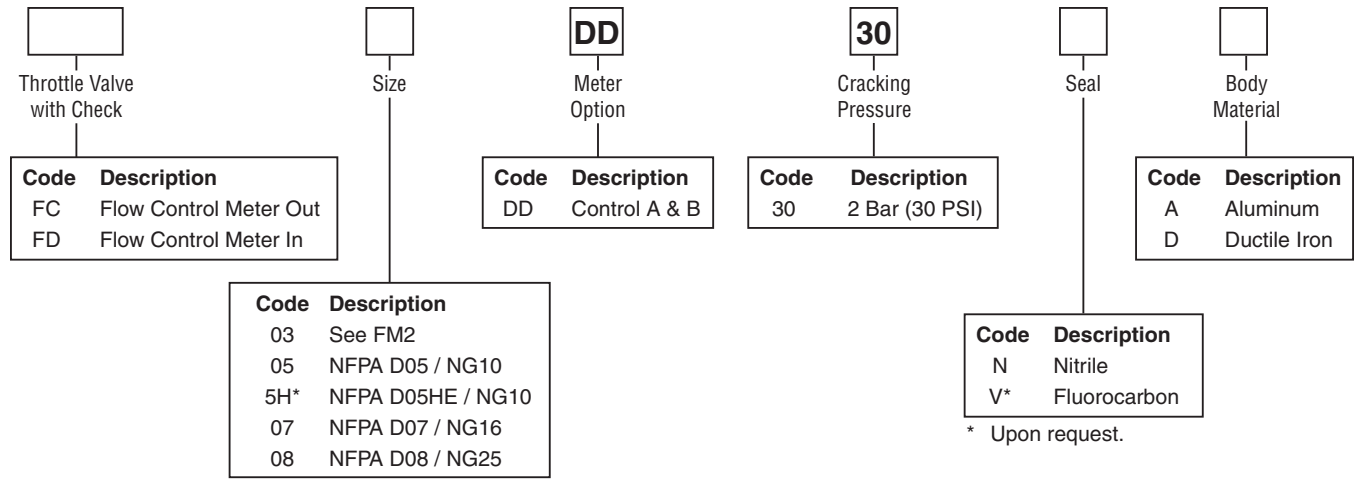 DD
30
Throttle Valve
with Check
Size
Meter
Option
Cracking
Pressure
Seal
Body
Material
Code Description
FC Flow Control Meter Out
FD Flow Control Meter In
Code Description
DD Control A & B
Code Description
30 2 Bar (30 PSI)
Code Description
A Aluminum
D Ductile Iron
Code Description
03 See FM2
05 NFPA D05 / NG10
5H* NFPA D05HE / NG10
07 NFPA D07 / NG16
08 NFPA D08 / NG25
Code Description
N Nitrile
V* Fluorocarbon
* Upon request.